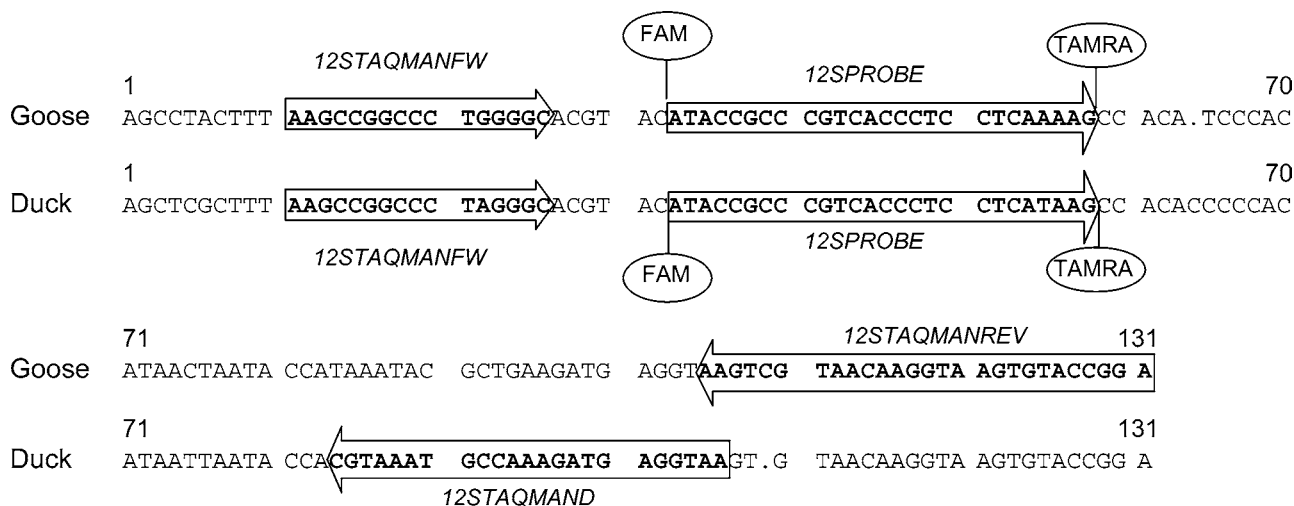 FAM TAMRA
12STAQMANFW 12SPROBE
1 70
Goose AGCCTACTTT AAGCCGGCCC TGGGGCACGT ACATACCGCC CGTCACCCTC CTCAAAAGCC ACA.TCCCAC
1 70
Duck AGCTCGCTTT AAGCCGGCCC TAGGGCACGT ACATACCGCC CGTCACCCTC CTCATAAGCC ACACCCCCAC
12STAQMANFW 12SPROBE
FAM TAMRA
71 12STAQMANREV 131
Goose ATAACTAATA CCATAAATAC GCTGAAGATG AGGTAAGTCG TAACAAGGTA AGTGTACCGG A
71 131
Duck ATAATTAATA CCACGTAAAT GCCAAAGATG AGGTAAGT.G TAACAAGGTA AGTGTACCGG A
12STAQMAND